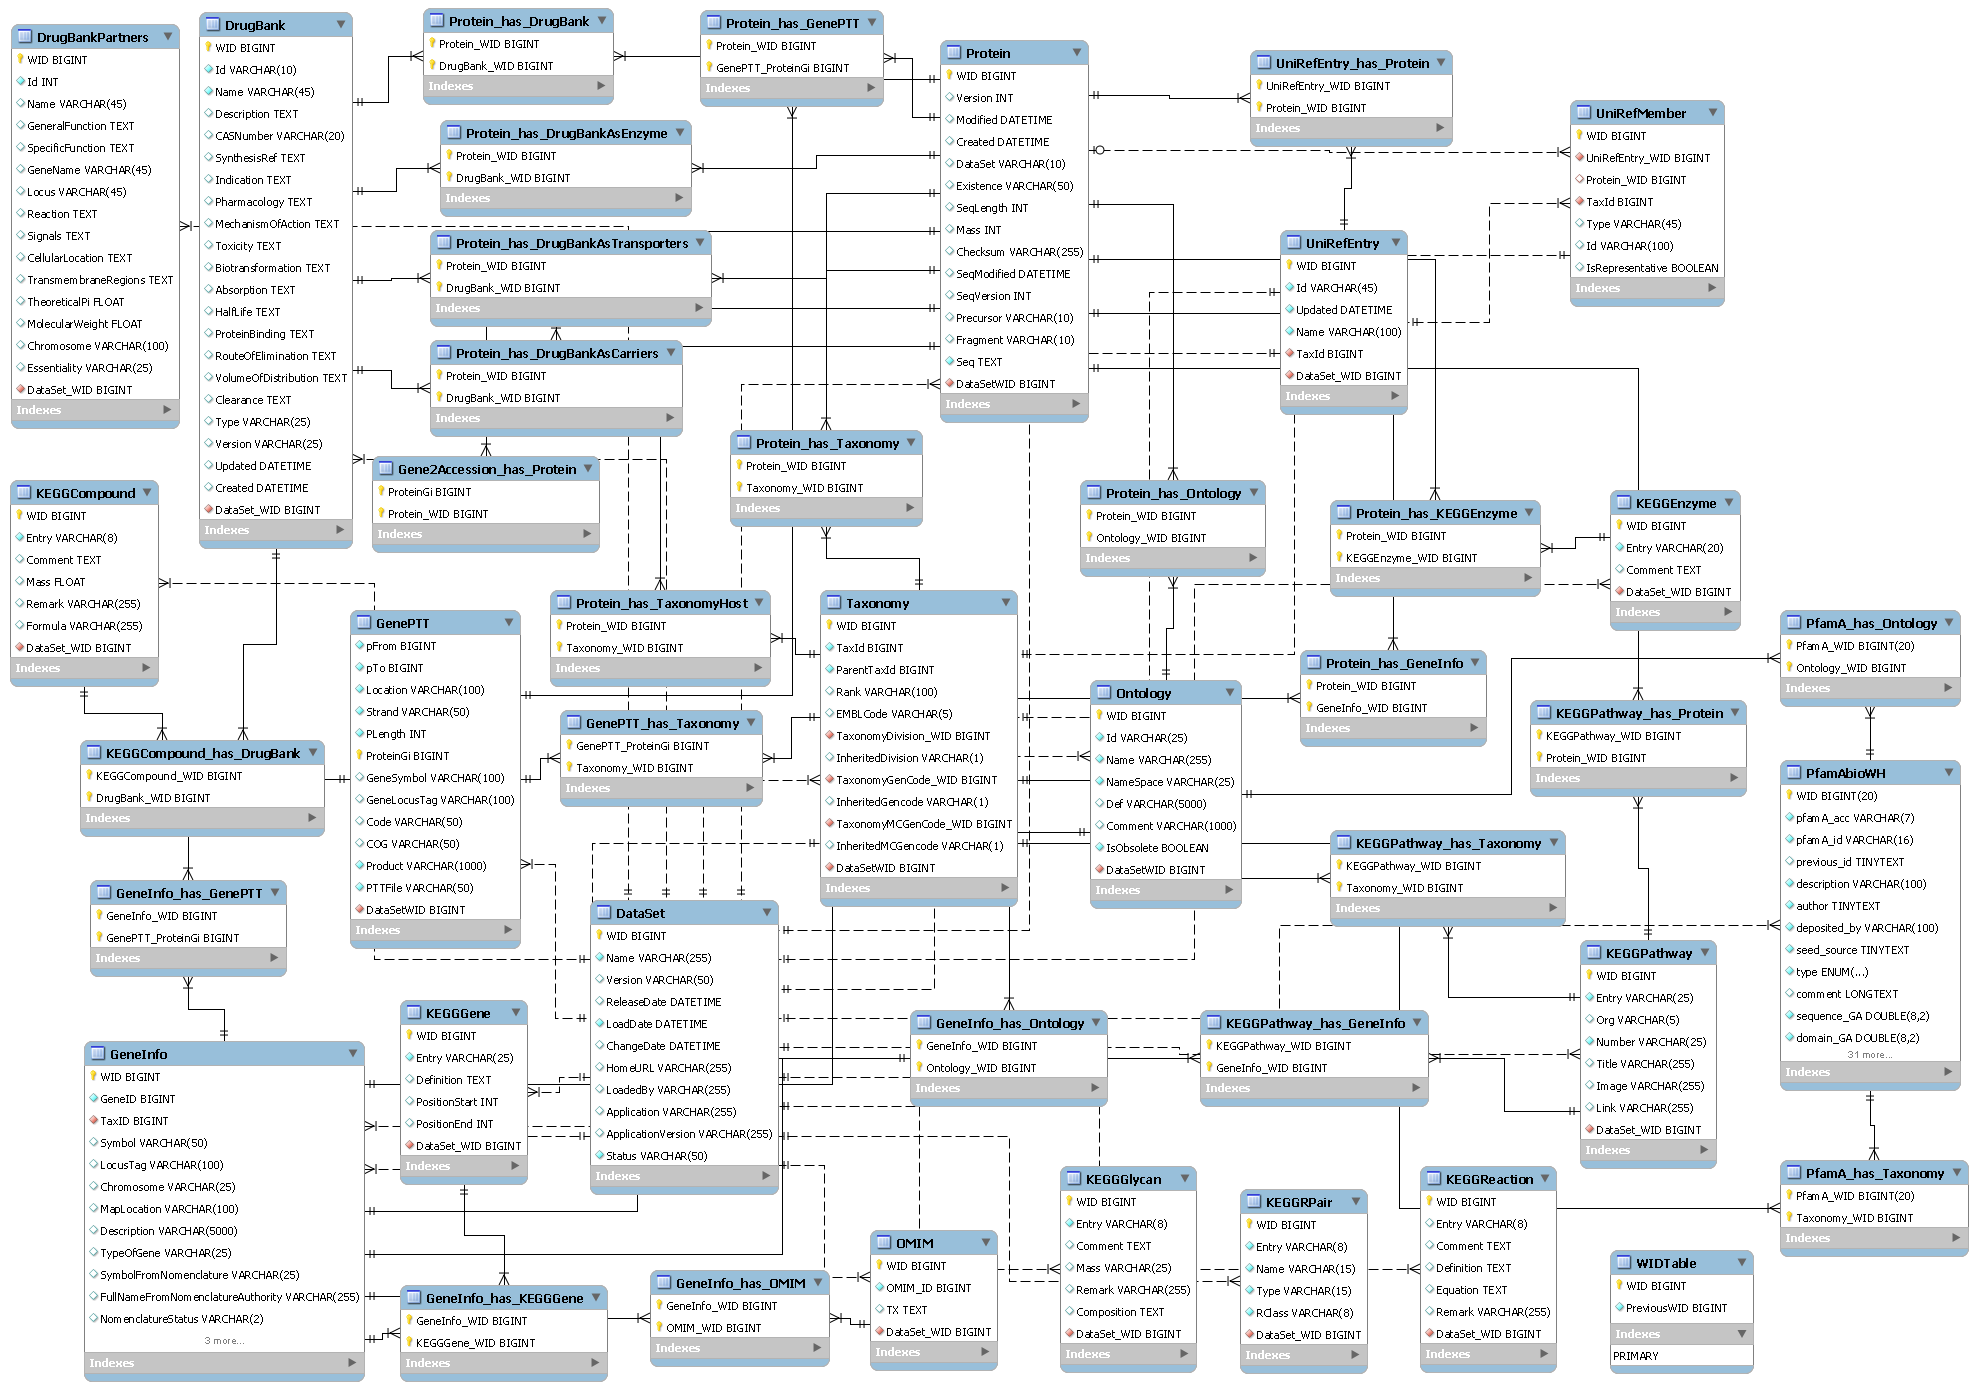 DrugBankPartners
WID BIGINT
Id INT
Name VARCHAR(45)
GeneralFunction TEXT
SpecificFunction TEXT
GeneName VARCHAR(45)
Locus VARCHAR(45)
Reaction TEXT
Signals TEXT
CellularLocation TEXT
TransmembraneRegions TEXT
TheoreticalPi FLOAT
MolecularWeight FLOAT
Chromosome VARCHAR(100)
Essentiality VARCHAR(25)
DataSet_WID BIGINT
Indexes
DrugBank
WID BIGINT
Id VARCHAR(10)
Name VARCHAR(45)
Description TEXT
CASNumber VARCHAR(20)
SynthesisRef TEXT
Indication TEXT
Pharmacology TEXT
MechanismOfAction TEXT
Toxicity TEXT
Biotransformation TEXT
Absorption TEXT
HalfLife TEXT
ProteinBinding TEXT
RouteOfElimination TEXT
VolumeOfDistribution TEXT
Clearance TEXT
Type VARCHAR(25)
Version VARCHAR(25)
Updated DATETIME
Created DATETIME
DataSet_WID BIGINT
Indexes
Protein_has_DrugBank
Protein_WID BIGINT
DrugBank_WID BIGINT
Indexes
Protein_has_GenePTT
Protein_WID BIGINT
GenePTT_ProteinGi BIGINT
Indexes
Protein_has_DrugBankAsEnzyme
Protein_WID BIGINT
DrugBank_WID BIGINT
Indexes
Protein_has_DrugBankAsTransporters
Protein_WID BIGINT
DrugBank_WID BIGINT
Indexes
Protein_has_DrugBankAsCarriers
Protein_WID BIGINT
DrugBank_WID BIGINT
Indexes
Gene2Accession_has_Protein
ProteinGi BIGINT
Protein_WID BIGINT
Indexes
Protein
WID BIGINT
Version INT
Modified DATETIME
Created DATETIME
DataSet VARCHAR(10)
Existence VARCHAR(50)
SeqLength INT
Mass INT
Checksum VARCHAR(255)
SeqModified DATETIME
SeqVersion INT
Precursor VARCHAR(10)
Fragment VARCHAR(10)
Seq TEXT
DataSetWID BIGINT
Indexes
UniRefEntry_has_Protein
UniRefEntry_WID BIGINT
Protein_WID BIGINT
Indexes
UniRefMember
WID BIGINT
UniRefEntry_WID BIGINT
Protein_WID BIGINT
TaxId BIGINT
Type VARCHAR(45)
Id VARCHAR(100)
IsRepresentative BOOLEAN
Indexes
UniRefEntry
WID BIGINT
Id VARCHAR(45)
Updated DATETIME
Name VARCHAR(100)
TaxId BIGINT
DataSet_WID BIGINT
Indexes
Protein_has_Taxonomy
Protein_WID BIGINT
Taxonomy_WID BIGINT
Indexes
Protein_has_Ontology
Protein_WID BIGINT
Ontology_WID BIGINT
Indexes
Protein_has_KEGGEnzyme
Protein_WID BIGINT
KEGGEnzyme_WID BIGINT
Indexes
KEGGEnzyme
WID BIGINT
Entry VARCHAR(20)
Comment TEXT
DataSet_WID BIGINT
Indexes
KEGGCompound
WID BIGINT
Entry VARCHAR(8)
Comment TEXT
Mass FLOAT
Remark VARCHAR(255)
Formula VARCHAR(255)
DataSet_WID BIGINT
Indexes
GenePTT
pFrom BIGINT
pTo BIGINT
Location VARCHAR(100)
Strand VARCHAR(50)
PLength INT
ProteinGi BIGINT
GeneSymbol VARCHAR(100)
GeneLocusTag VARCHAR(100)
Code VARCHAR(50)
COG VARCHAR(50)
Product VARCHAR(1000)
PTTFile VARCHAR(50)
DataSetWID BIGINT
Indexes
Protein_has_TaxonomyHost
Protein_WID BIGINT
Taxonomy_WID BIGINT
Indexes
GenePTT_has_Taxonomy
GenePTT_ProteinGi BIGINT
Taxonomy_WID BIGINT
Indexes
Taxonomy
WID BIGINT
TaxId BIGINT
ParentTaxId BIGINT
Rank VARCHAR(100)
EMBLCode VARCHAR(5)
TaxonomyDivision_WID BIGINT
InheritedDivision VARCHAR(1)
TaxonomyGenCode_WID BIGINT
InheritedGencode VARCHAR(1)
TaxonomyMCGenCode_WID BIGINT
InheritedMCGencode VARCHAR(1)
DataSetWID BIGINT
Indexes
Ontology
WID BIGINT
Id VARCHAR(25)
Name VARCHAR(255)
NameSpace VARCHAR(25)
Def VARCHAR(5000)
Comment VARCHAR(1000)
IsObsolete BOOLEAN
DataSetWID BIGINT
Indexes
Protein_has_GeneInfo
Protein_WID BIGINT
GeneInfo_WID BIGINT
Indexes
KEGGPathway_has_Protein
KEGGPathway_WID BIGINT
Protein_WID BIGINT
Indexes
PfamA_has_Ontology
PfamA_WID BIGINT(20)
Ontology_WID BIGINT
Indexes
PfamAbioWH
WID BIGINT(20)
pfamA_acc VARCHAR(7)
pfamA_id VARCHAR(16)
previous_id TINYTEXT
description VARCHAR(100)
author TINYTEXT
deposited_by VARCHAR(100)
seed_source TINYTEXT
type ENUM(...)
comment LONGTEXT
sequence_GA DOUBLE(8,2)
domain_GA DOUBLE(8,2)
31 more...
Indexes
KEGGCompound_has_DrugBank
KEGGCompound_WID BIGINT
DrugBank_WID BIGINT
Indexes
GeneInfo_has_GenePTT
GeneInfo_WID BIGINT
GenePTT_ProteinGi BIGINT
Indexes
DataSet
WID BIGINT
Name VARCHAR(255)
Version VARCHAR(50)
ReleaseDate DATETIME
LoadDate DATETIME
ChangeDate DATETIME
HomeURL VARCHAR(255)
LoadedBy VARCHAR(255)
Application VARCHAR(255)
ApplicationVersion VARCHAR(255)
Status VARCHAR(50)
Indexes
KEGGPathway_has_Taxonomy
KEGGPathway_WID BIGINT
Taxonomy_WID BIGINT
Indexes
KEGGPathway
WID BIGINT
Entry VARCHAR(25)
Org VARCHAR(5)
Number VARCHAR(25)
Title VARCHAR(255)
Image VARCHAR(255)
Link VARCHAR(255)
DataSet_WID BIGINT
Indexes
GeneInfo
WID BIGINT
GeneID BIGINT
TaxID BIGINT
Symbol VARCHAR(50)
LocusTag VARCHAR(100)
Chromosome VARCHAR(25)
MapLocation VARCHAR(100)
Description VARCHAR(5000)
TypeOfGene VARCHAR(25)
SymbolFromNomenclature VARCHAR(25)
FullNameFromNomenclatureAuthority VARCHAR(255)
NomenclatureStatus VARCHAR(2)
3 more...
Indexes
KEGGGene
WID BIGINT
Entry VARCHAR(25)
Definition TEXT
PositionStart INT
PositionEnd INT
DataSet_WID BIGINT
Indexes
GeneInfo_has_Ontology
GeneInfo_WID BIGINT
Ontology_WID BIGINT
Indexes
KEGGPathway_has_GeneInfo
KEGGPathway_WID BIGINT
GeneInfo_WID BIGINT
Indexes
GeneInfo_has_KEGGGene
GeneInfo_WID BIGINT
KEGGGene_WID BIGINT
Indexes
GeneInfo_has_OMIM
GeneInfo_WID BIGINT
OMIM_WID BIGINT
Indexes
OMIM
WID BIGINT
OMIM_ID BIGINT
TX TEXT
DataSet_WID BIGINT
Indexes
KEGGGlycan
WID BIGINT
Entry VARCHAR(8)
Comment TEXT
Mass VARCHAR(25)
Remark VARCHAR(255)
Composition TEXT
DataSet_WID BIGINT
Indexes
KEGGRPair
WID BIGINT
Entry VARCHAR(8)
Name VARCHAR(15)
Type VARCHAR(15)
RClass VARCHAR(8)
DataSet_WID BIGINT
Indexes
KEGGReaction
WID BIGINT
Entry VARCHAR(8)
Comment TEXT
Definition TEXT
Equation TEXT
Remark VARCHAR(255)
DataSet_WID BIGINT
Indexes
PfamA_has_Taxonomy
PfamA_WID BIGINT(20)
Taxonomy_WID BIGINT
Indexes
WIDTable
WID BIGINT
PreviousWID BIGINT
Indexes
PRIMARY